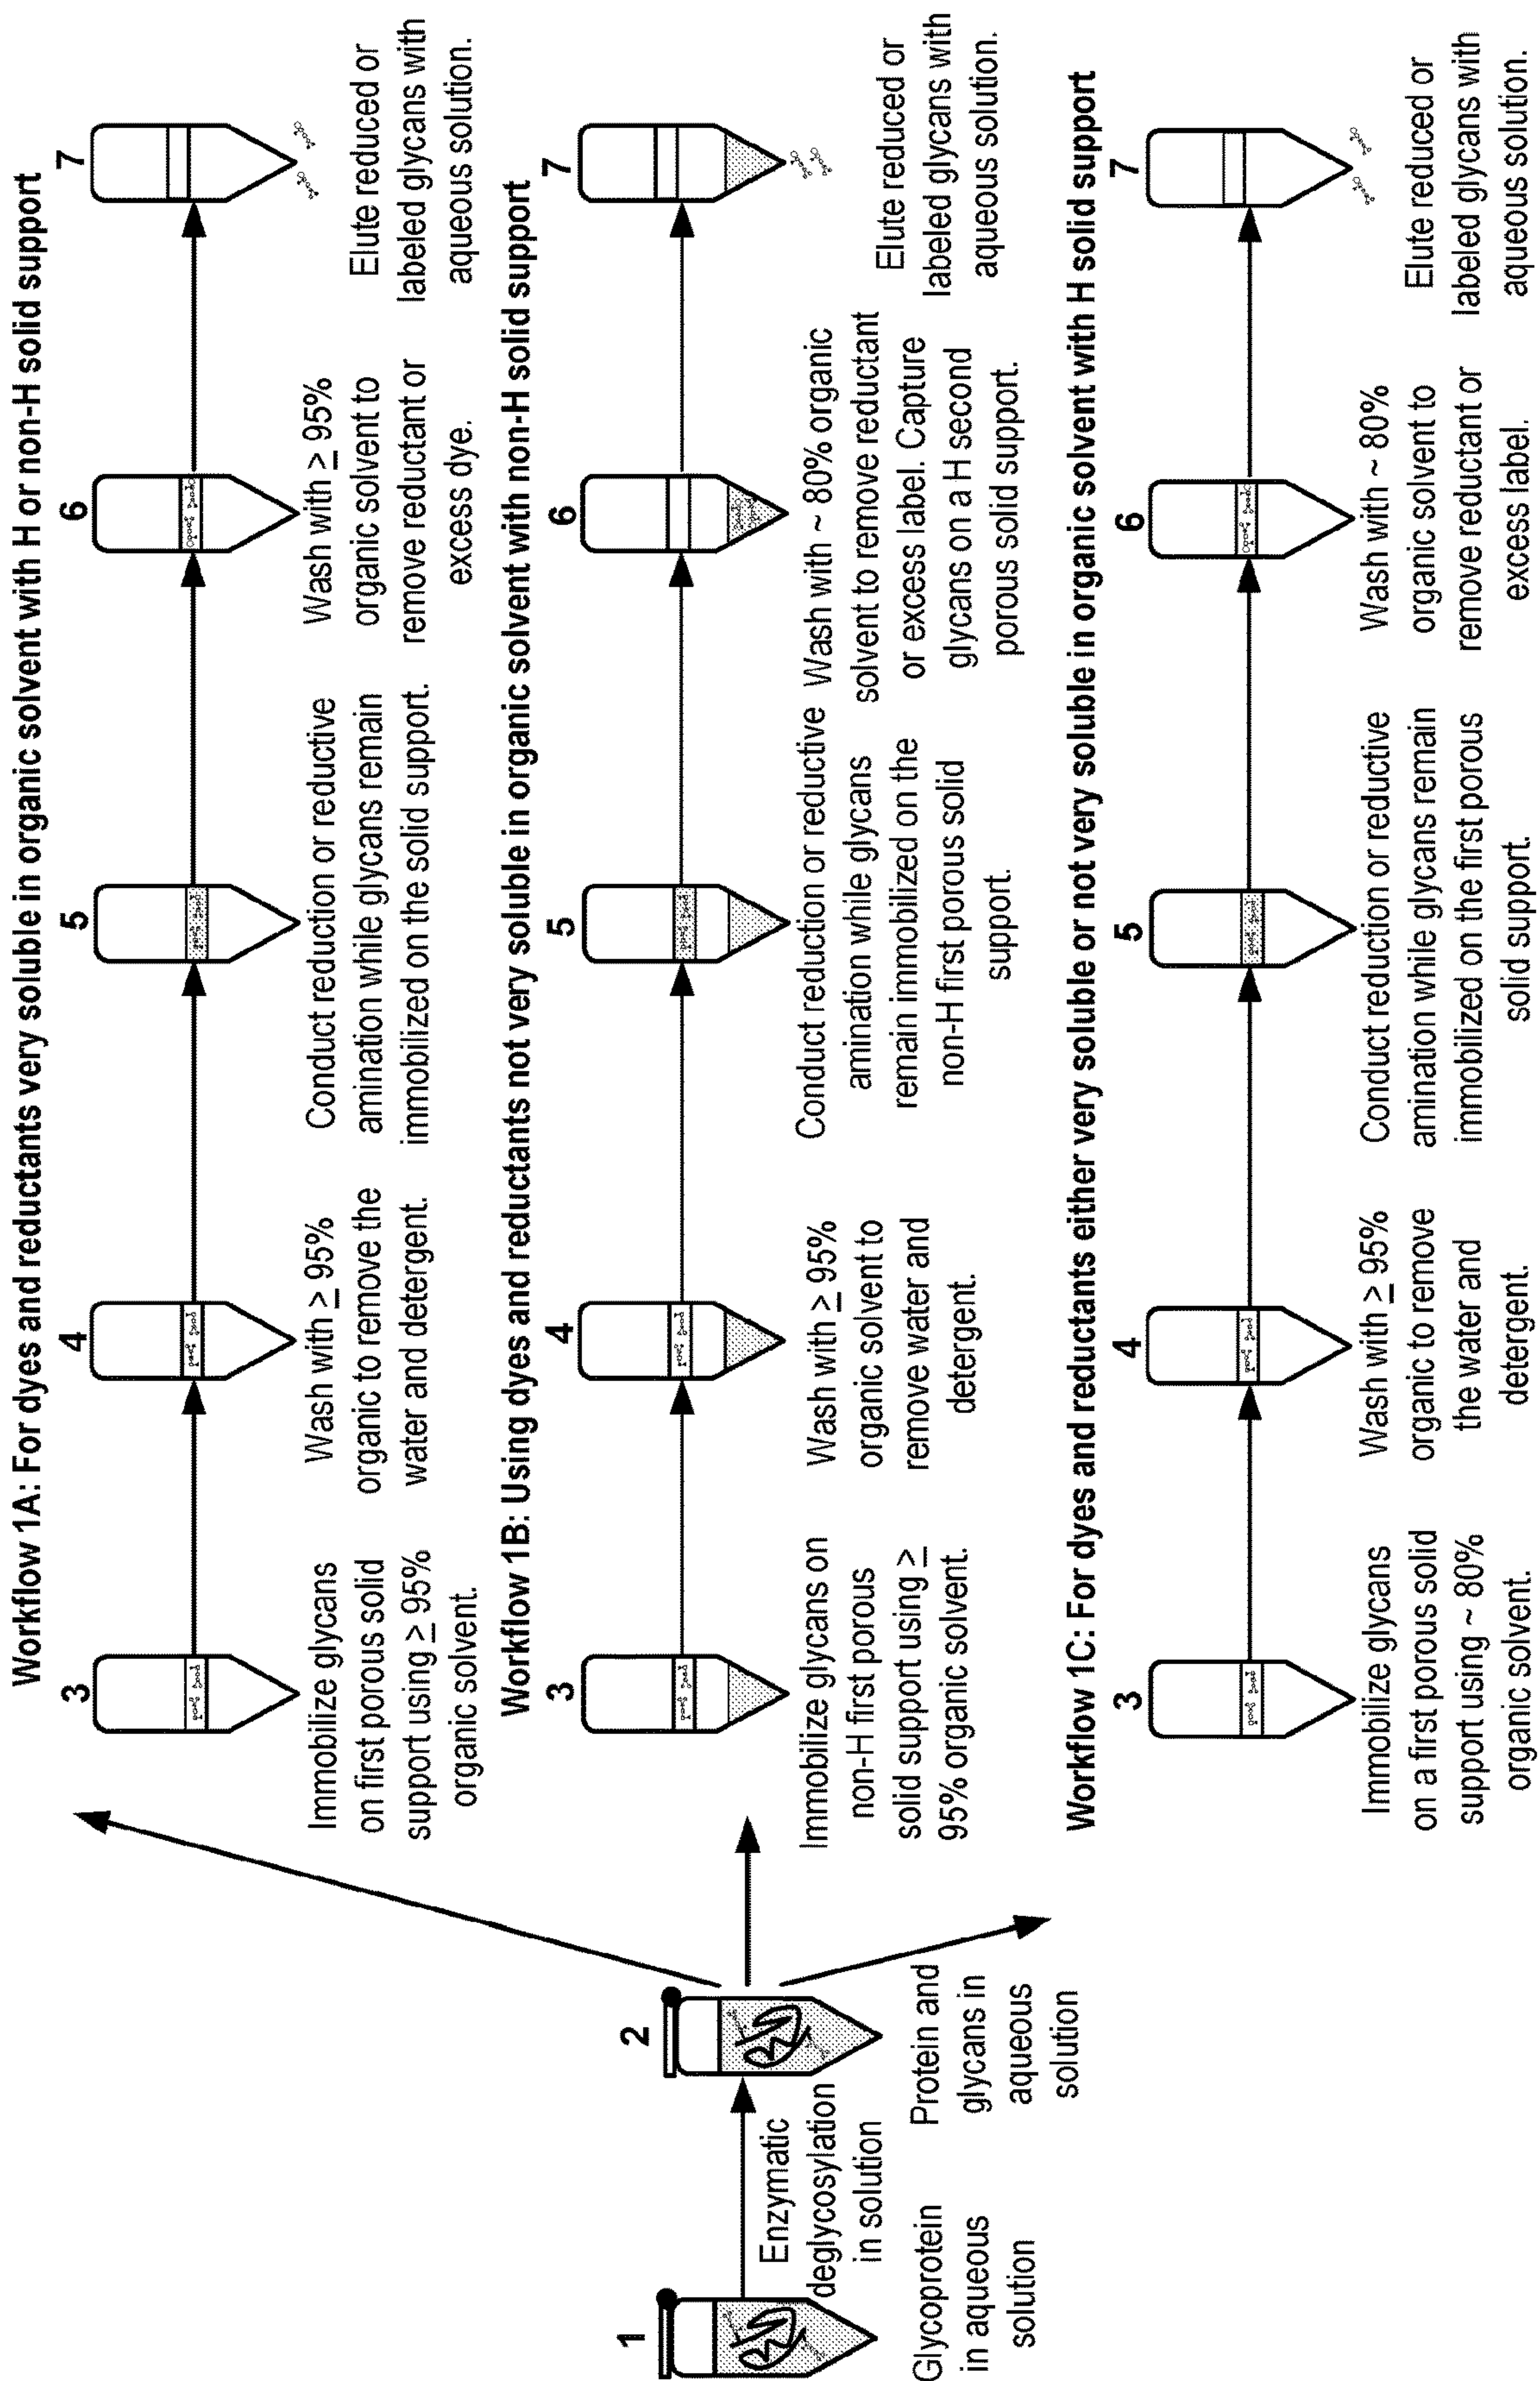 1
Enzymatic
deglycosylation
in solution
Glycoprotein
in aqueous
solution
2
Protein and
glycans in
aqueous
solution
Workflow 1A: For dyes and reductants very soluble in organic solvent with H or non-H solid support
3
Immobilize glycans
on first porous solid
support using ≥ 95%
organic solvent.
4
Wash with ≥ 95%
organic to remove the
water and detergent.
5
Conduct reduction or reductive
amination while glycans remain
immobilized on the solid support.
6
Wash with ≥ 95%
organic solvent to
remove reductant or
excess dye.
7
Elute reduced or
labeled glycans with
aqueous solution.
Workflow 1B: Using dyes and reductants not very soluble in organic solvent with non-H solid support
3
Immobilize glycans on
non-H first porous
solid support using ≥
95% organic solvent.
4
Wash with ≥ 95%
organic solvent to
remove water and
detergent.
5
Conduct reduction or reductive
amination while glycans
remain immobilized on the
non-H first porous solid
support.
6
Wash with ~ 80% organic
solvent to remove reductant
or excess label. Capture
glycans on a H second
porous solid support.
7
Elute reduced or
labeled glycans with
aqueous solution.
Workflow 1C: For dyes and reductants either very soluble or not very soluble in organic solvent with H solid support
3
Immobilize glycans
on a first porous solid
support using ~ 80%
organic solvent.
4
Wash with ≥ 95%
organic to remove
the water and
detergent.
5
Conduct reduction or reductive
amination while glycans remain
immobilized on the first porous
solid support.
6
Wash with ~ 80%
organic solvent to
remove reductant or
excess label.
7
Elute reduced or
labeled glycans with
aqueous solution.